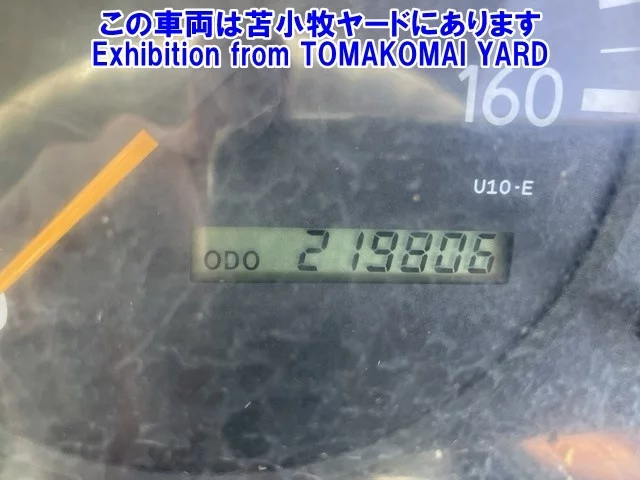 この車両は苫小牧ヤードにあります
Exhibition from TOMAKOMAI YARD
160
U10-E
ODO 219806